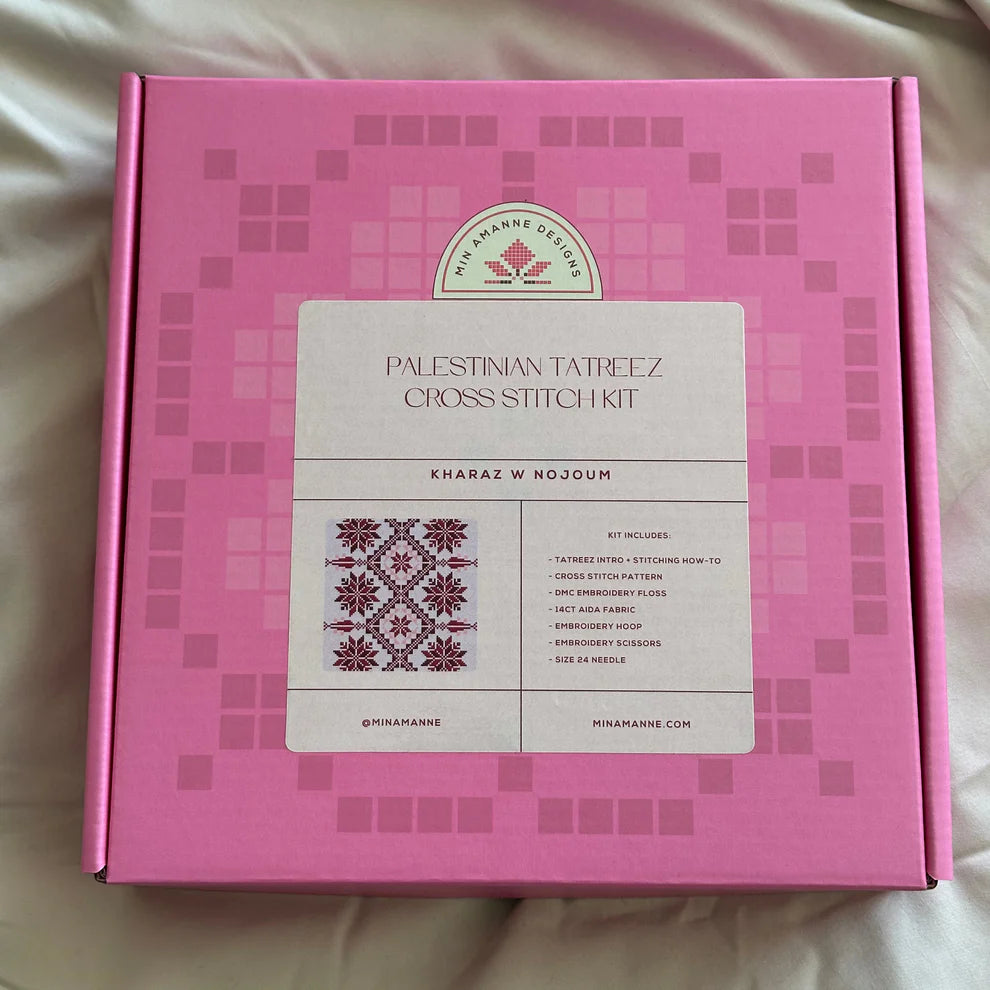 MIN AMANNE DESIGNS
PALESTINIAN TATREEZ
CROSS STITCH KIT
KHARAZ W NOJOUM
KIT INCLUDES:
- TATREEZ INTRO + STITCHING HOW-TO
- CROSS STITCH PATTERN
- DMC EMBROIDERY FLOSS
- 14CT AIDA FABRIC
- EMBROIDERY HOOP
- EMBROIDERY SCISSORS
- SIZE 24 NEEDLE
@MINAMANNE
MINAMANNE.COM